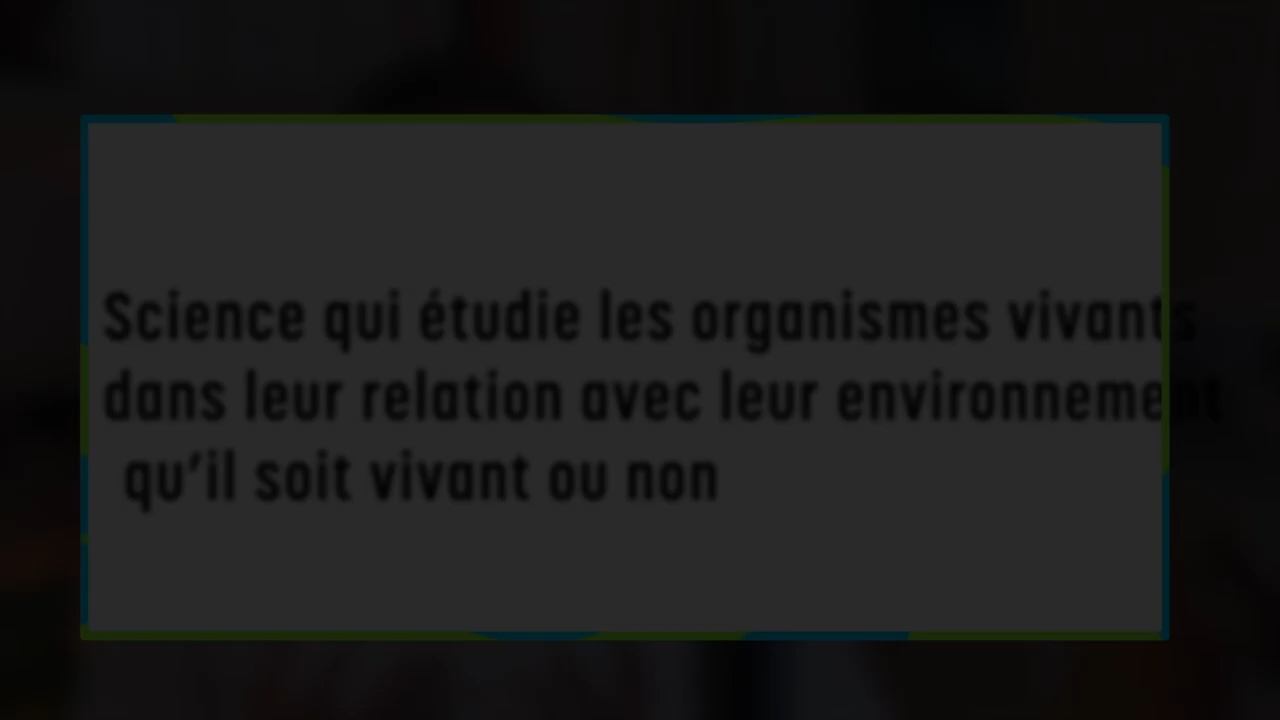 Science qui étudie les organismes vivants
dans leur relation avec leur environnement
qu'il soit vivant ou non